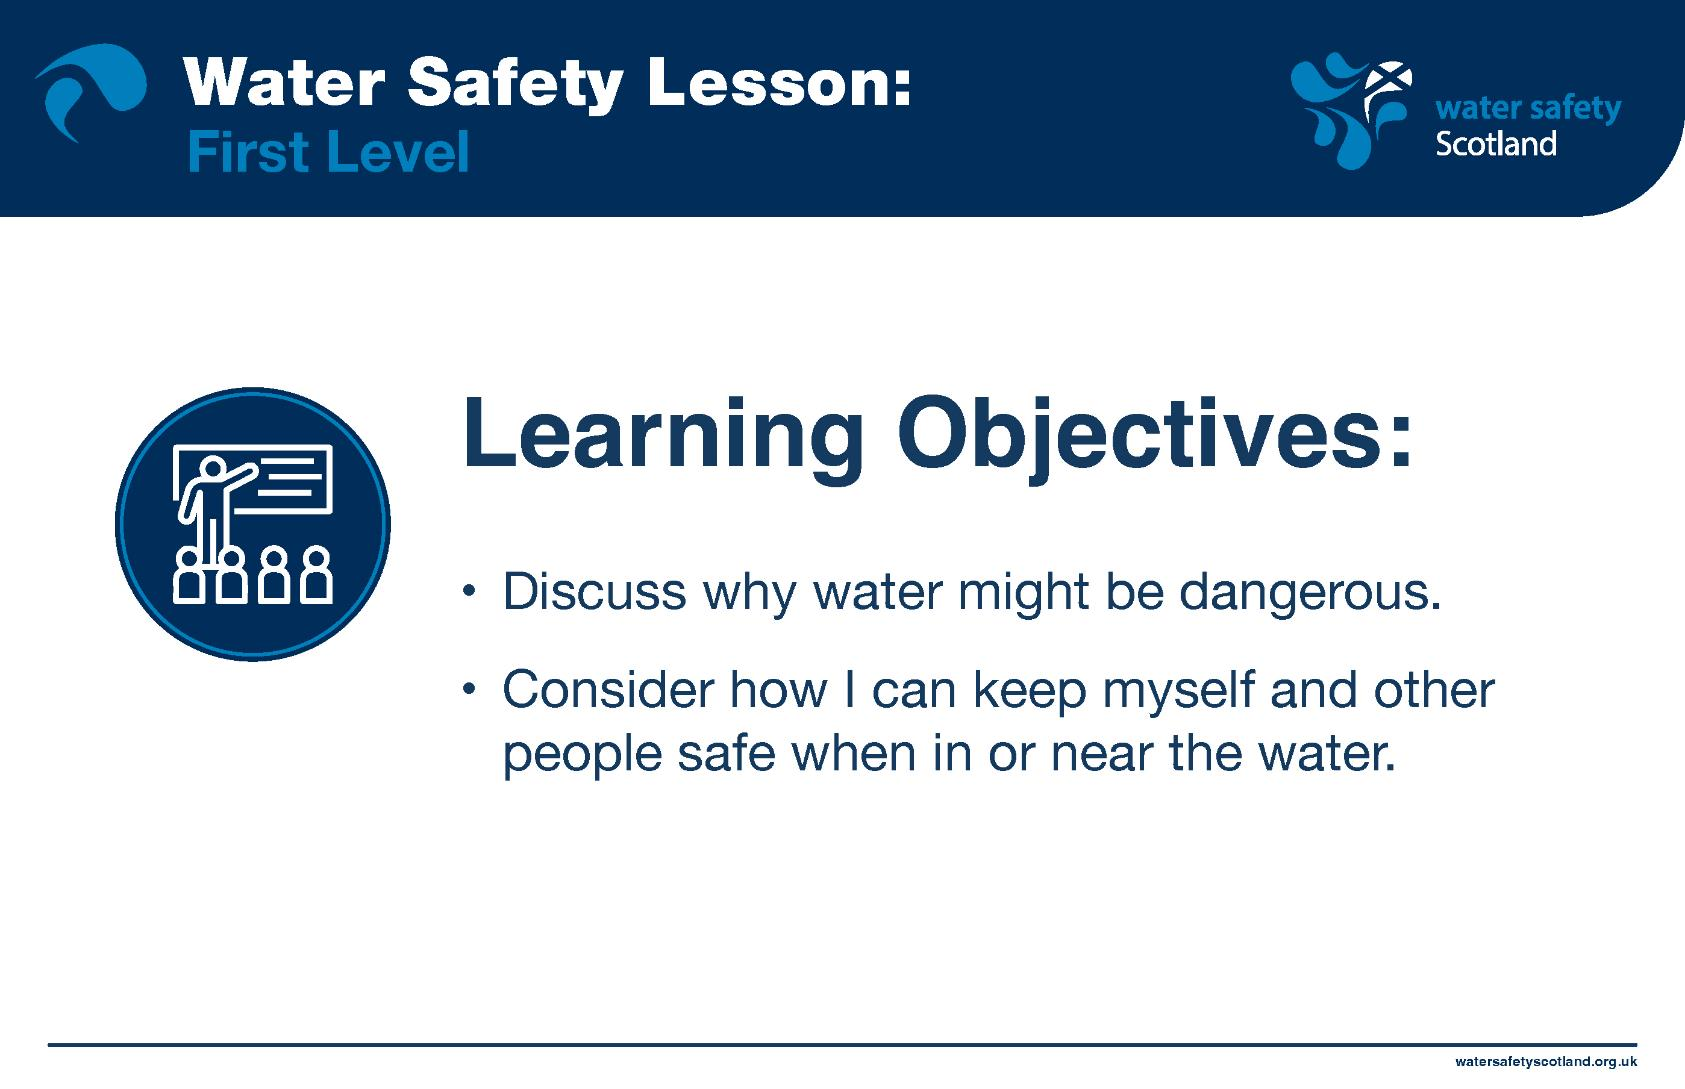 Water Safety Lesson:
First Level
water safety
Scotland
Learning Objectives:
• Discuss why water might be dangerous.
• Consider how I can keep myself and other
people safe when in or near the water.
watersafetyscotland.org.uk